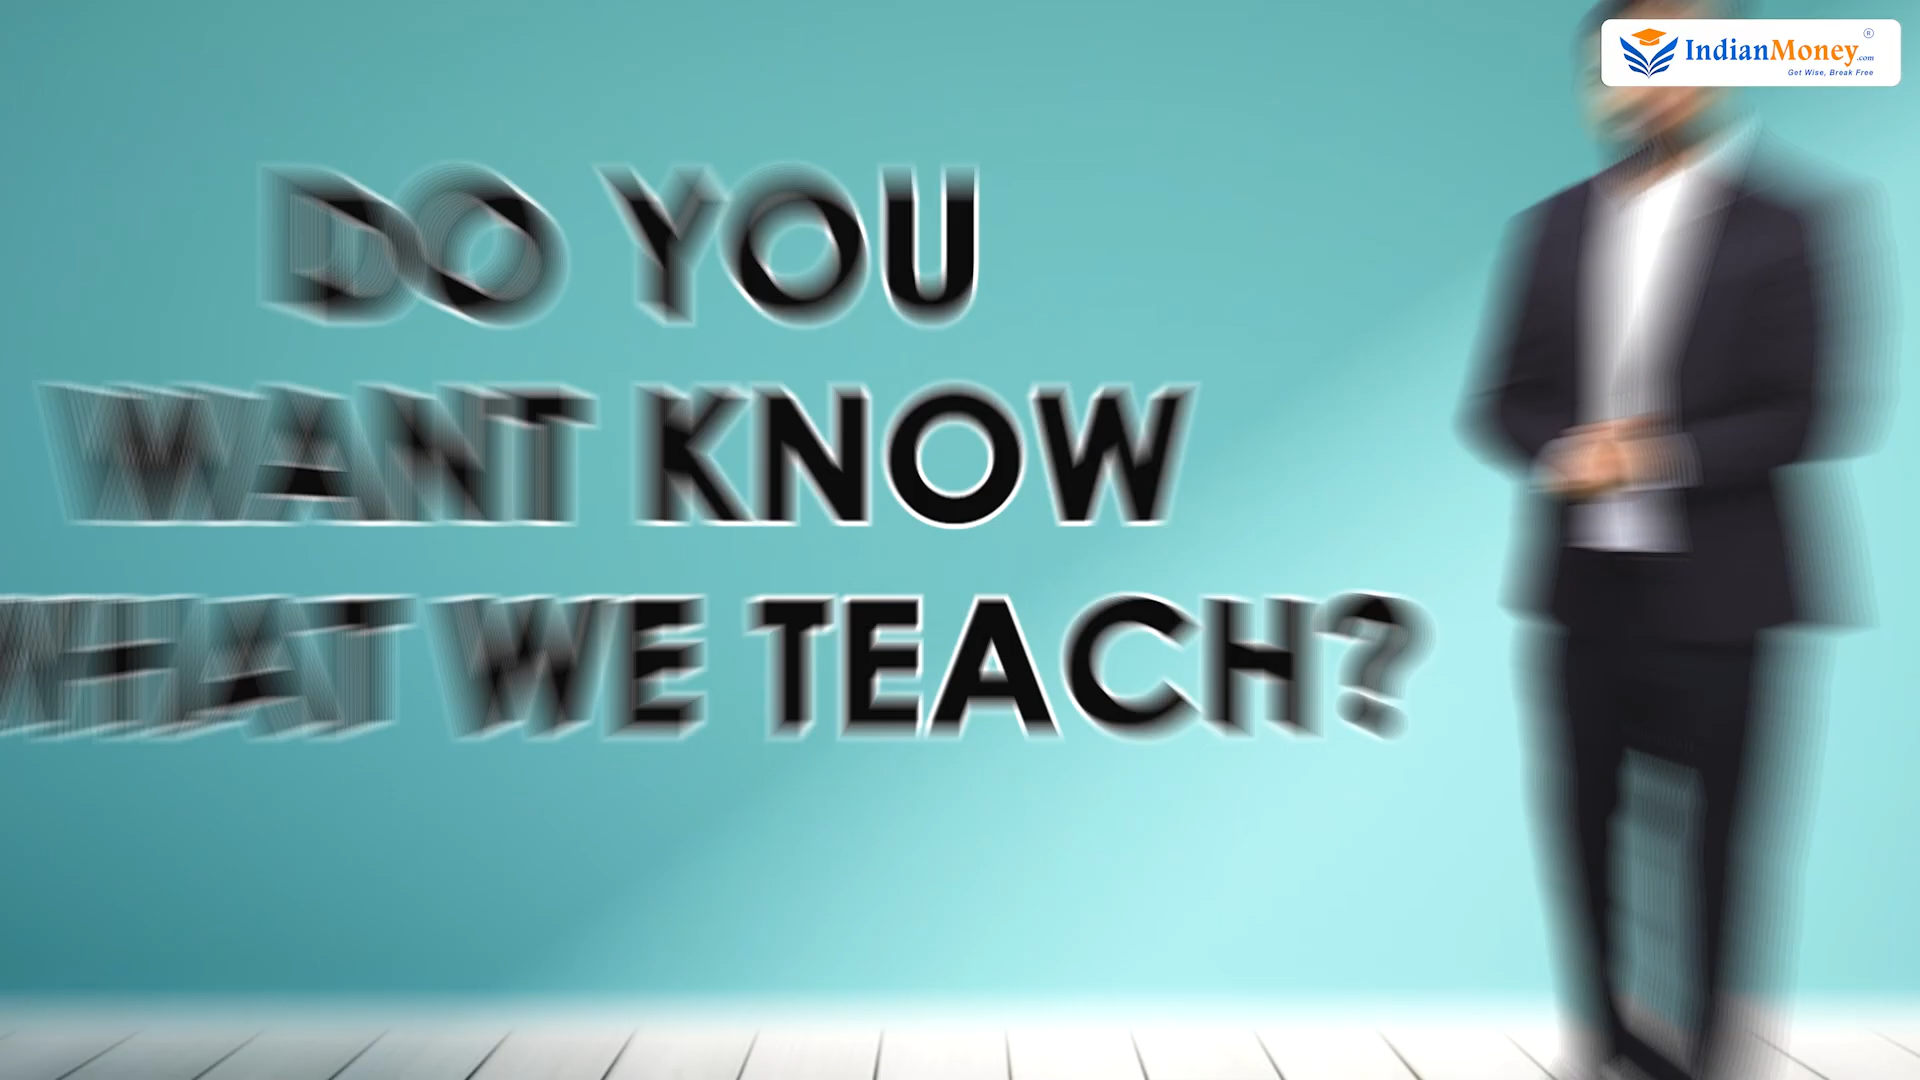 IndianMoney.com®
Get Wise, Break Free
DO YOU
WANT KNOW
WHAT WE TEACH?